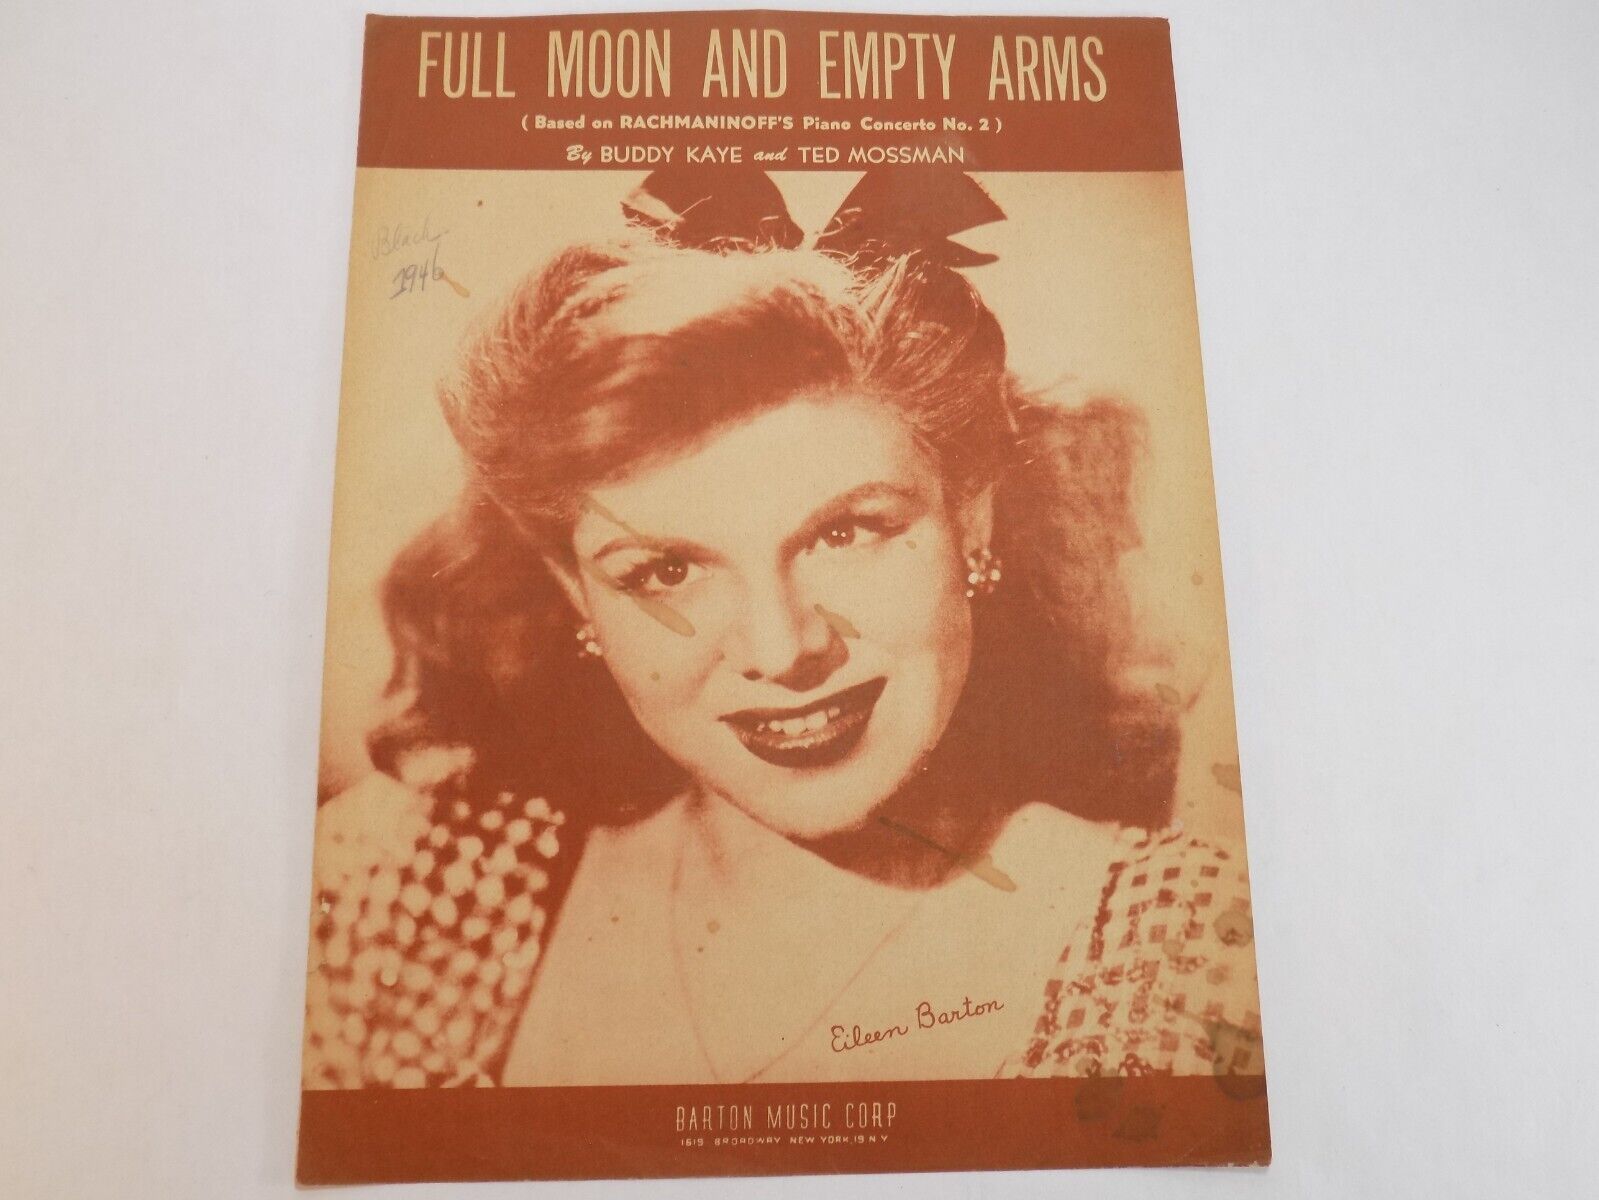 FULL MOON AND EMPTY ARMS
( Based on RACHMANINOFF'S Piano Concerto No. 2 )
By BUDDY KAYE and TED MOSSMAN
Black
1946
Eileen Barton
BARTON MUSIC CORP
1619 BROADWAY NEW YORK, 19 N Y